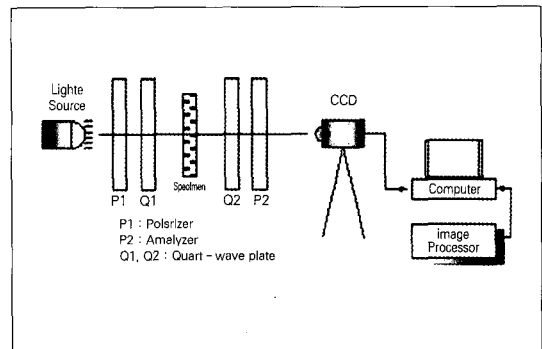 Lighte
Source
CCD
Specimen
P1
Q1
Q2
P2
Computer
P1 : Polsrizer
P2 : Amalyzer
Q1, Q2 : Quart - wave plate
image
Processor